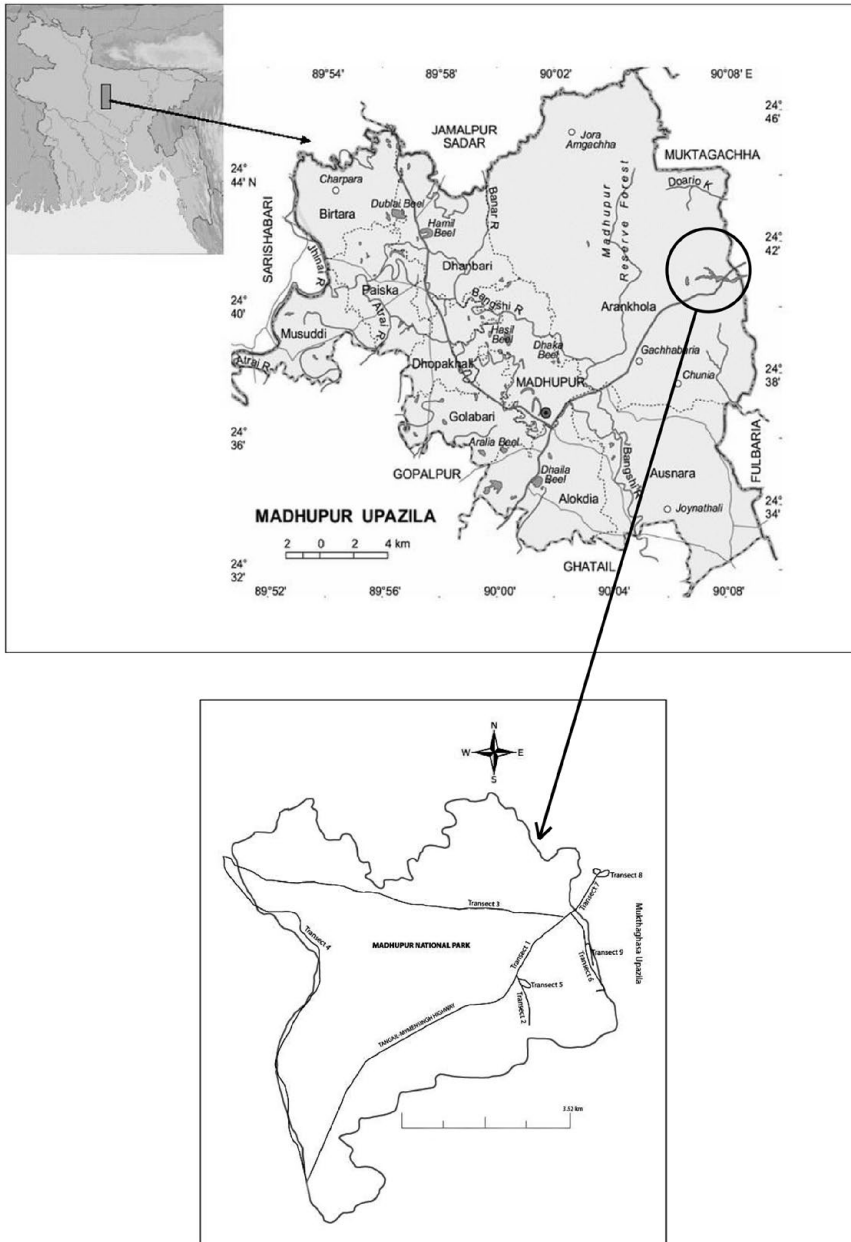 89°54'
89°58'
90°02'
90°08' E
24°
46'
JAMALPUR
SADAR
Jora
Amgachha
MUKTAGACHHA
24°
44' N
Charpara
Banar R
Doario K
Birtara
Dublai Beel
Hamil
Beel
Madhupur
Reserve Forest
SARISHABARI
Jhinai R
24°
42'
Dhanbari
Paiska
Bangshi R
24°
40'
Atrai R
Arankhola
Musuddi
Hasil
Beel
Dhaka
Beel
Gachhabaria
Atrai R
Dhopakhali
MADHUPUR
Chunia
24°
38'
Golabari
24°
36'
Aralia Beel
FULBARIA
GOPALPUR
Dhaila
Beel
Bangshi R
Ausnara
Alokdia
Joynathali
24°
34'
MADHUPUR UPAZILA
2 0 2 4 km
GHATAIL
24°
32'
89°52'
89°56'
90°00'
90°04'
90°08'
N
W E
S
Transect 8
Transect 7
Transect 3
Mukthaghasa Upazila
Transect 4
MADHUPUR NATIONAL PARK
Transect 1
Transect 9
Transect 6
Transect 5
Transect 2
TANGAIL-MYMENSINGH HIGHWAY
3.52 km